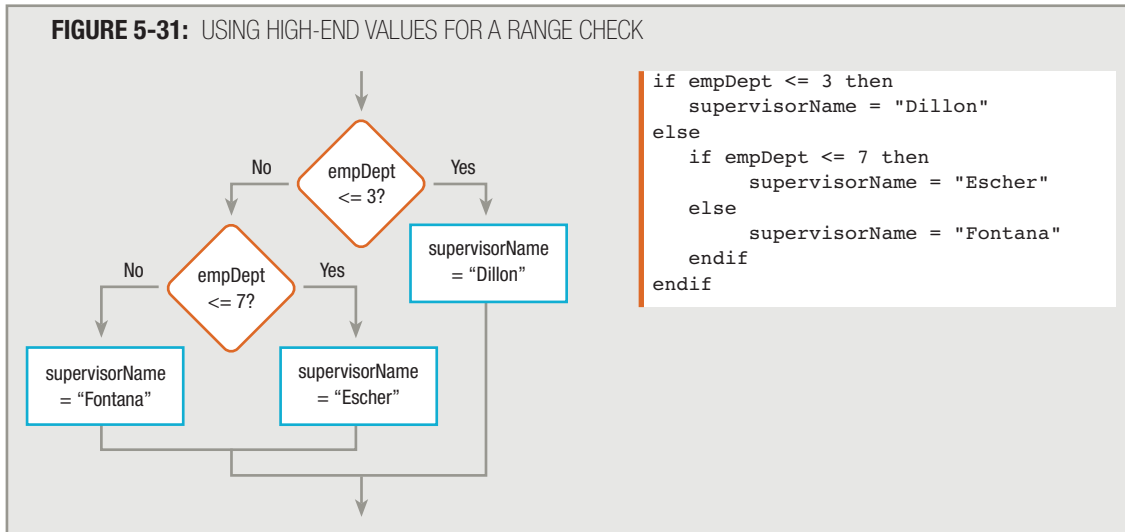 FIGURE 5-31: USING HIGH-END VALUES FOR A RANGE CHECK
empDept
<= 3?
No
Yes
supervisorName
= “Dillon”
empDept
<= 7?
No
Yes
supervisorName
= “Fontana”
supervisorName
= “Escher”
if empDept <= 3 then
   supervisorName = "Dillon"
else
   if empDept <= 7 then
        supervisorName = "Escher"
   else
        supervisorName = "Fontana"
   endif
endif